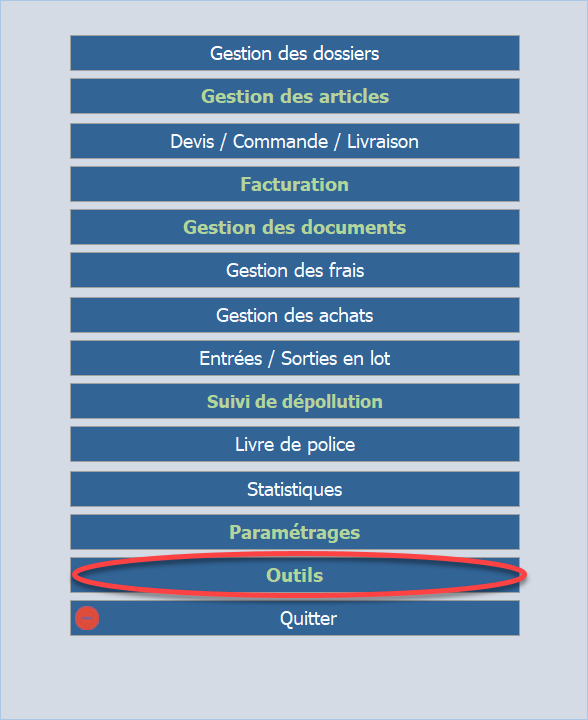 Gestion des dossiers
Gestion des articles
Devis / Commande / Livraison
Facturation
Gestion des documents
Gestion des frais
Gestion des achats
Entrées / Sorties en lot
Suivi de dépollution
Livre de police
Statistiques
Paramétrages
Outils
Quitter